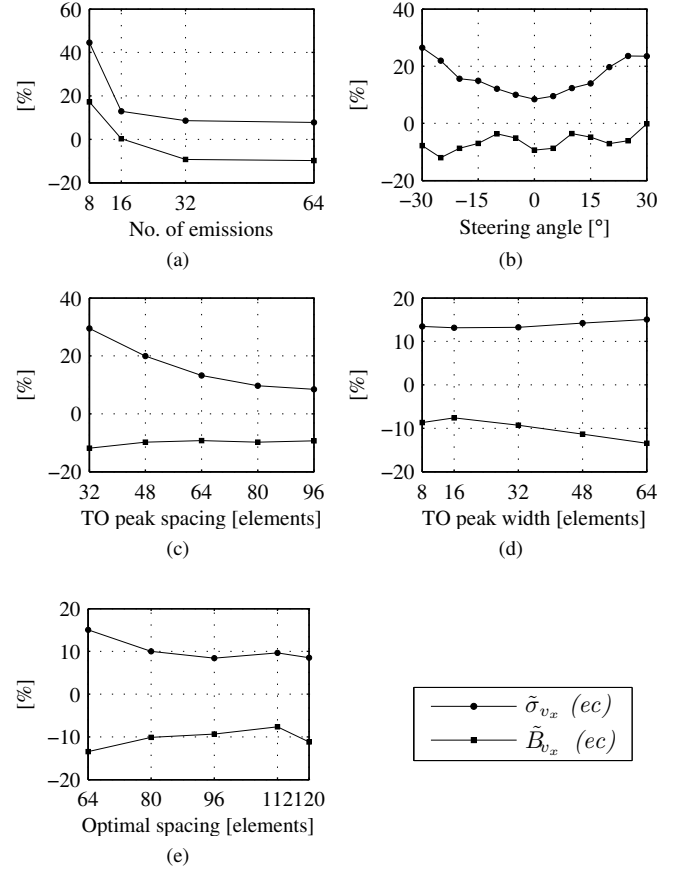 60
40
20
0
−20
[%]
8 16 32 64
No. of emissions
(a)
40
20
0
−20
[%]
−30 −15 0 15 30
Steering angle [°]
(b)
40
20
0
−20
[%]
32 48 64 80 96
TO peak spacing [elements]
(c)
20
10
0
−10
−20
[%]
8 16 32 48 64
TO peak width [elements]
(d)
20
10
0
−10
−20
[%]
64 80 96 112 120
Optimal spacing [elements]
(e)
σ̃_{v_x} (ec)
B̃_{v_x} (ec)